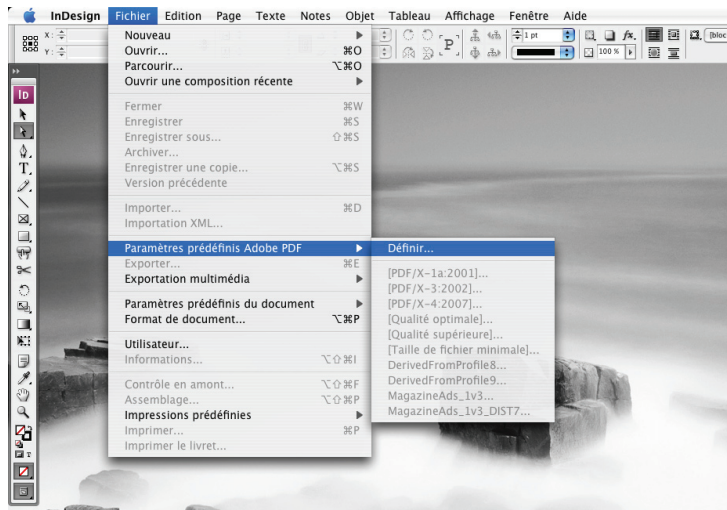 InDesign Fichier Edition Page Texte Notes Objet Tableau Affichage Fenêtre Aide
X:
Y:
P
1 pt
fx.
100 %
[bloc
ID
T
T
Nouveau
Ouvrir... ⌘O
Parcourir... ⌥⌘O
Ouvrir une composition récente
Fermer ⌘W
Enregistrer ⌘S
Enregistrer sous... ⇧⌘S
Archiver...
Enregistrer une copie... ⌥⌘S
Version précédente
Importer... ⌘D
Importation XML...
Paramètres prédéfinis Adobe PDF
Exporter... ⌘E
Exportation multimédia
Paramètres prédéfinis du document
Format de document... ⌥⌘P
Utilisateur...
Informations... ⌥⇧⌘I
Contrôle en amont... ⌥⇧⌘F
Assemblage... ⌥⇧⌘P
Impressions prédéfinies
Imprimer... ⌘P
Imprimer le livret...
Définir...
[PDF/X-1a:2001]...
[PDF/X-3:2002]...
[PDF/X-4:2007]...
[Qualité optimale]...
[Qualité supérieure]...
[Taille de fichier minimale]...
DerivedFromProfile8...
DerivedFromProfile9...
MagazineAds_1v3...
MagazineAds_1v3_DIST7...